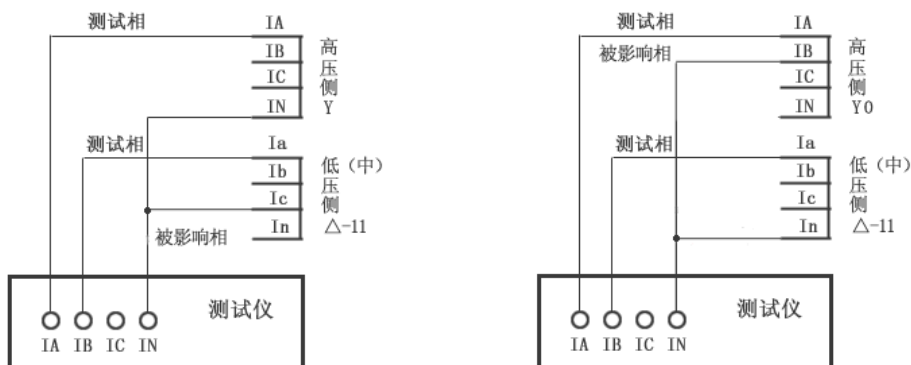 测试相
IA
IB
IC
IN
高压侧
Y
测试相
Ia
Ib
Ic
In
低（中）压侧
△-11
被影响相
测试仪
IA IB IC IN
测试相
被影响相
IA
IB
IC
IN
高压侧
Y0
测试相
Ia
Ib
Ic
In
低（中）压侧
△-11
测试仪
IA IB IC IN